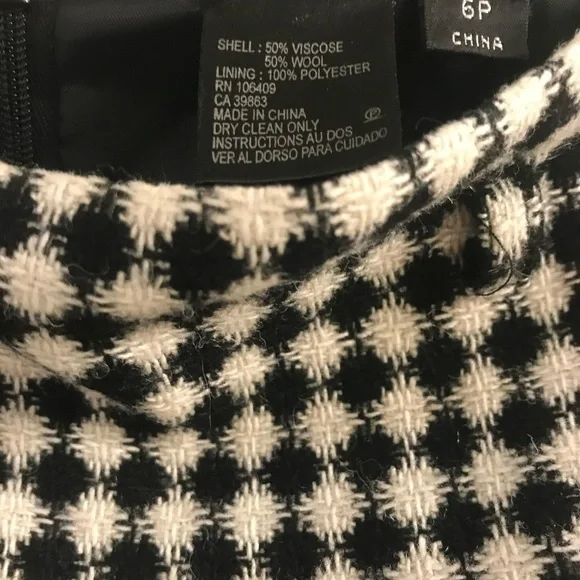 SHELL : 50% VISCOSE
50% WOOL
LINING : 100% POLYESTER
RN 106409
CA 39863
MADE IN CHINA
DRY CLEAN ONLY
INSTRUCTIONS AU DOS
VER AL DORSO PARA CUIDADO
P
6P
CHINA